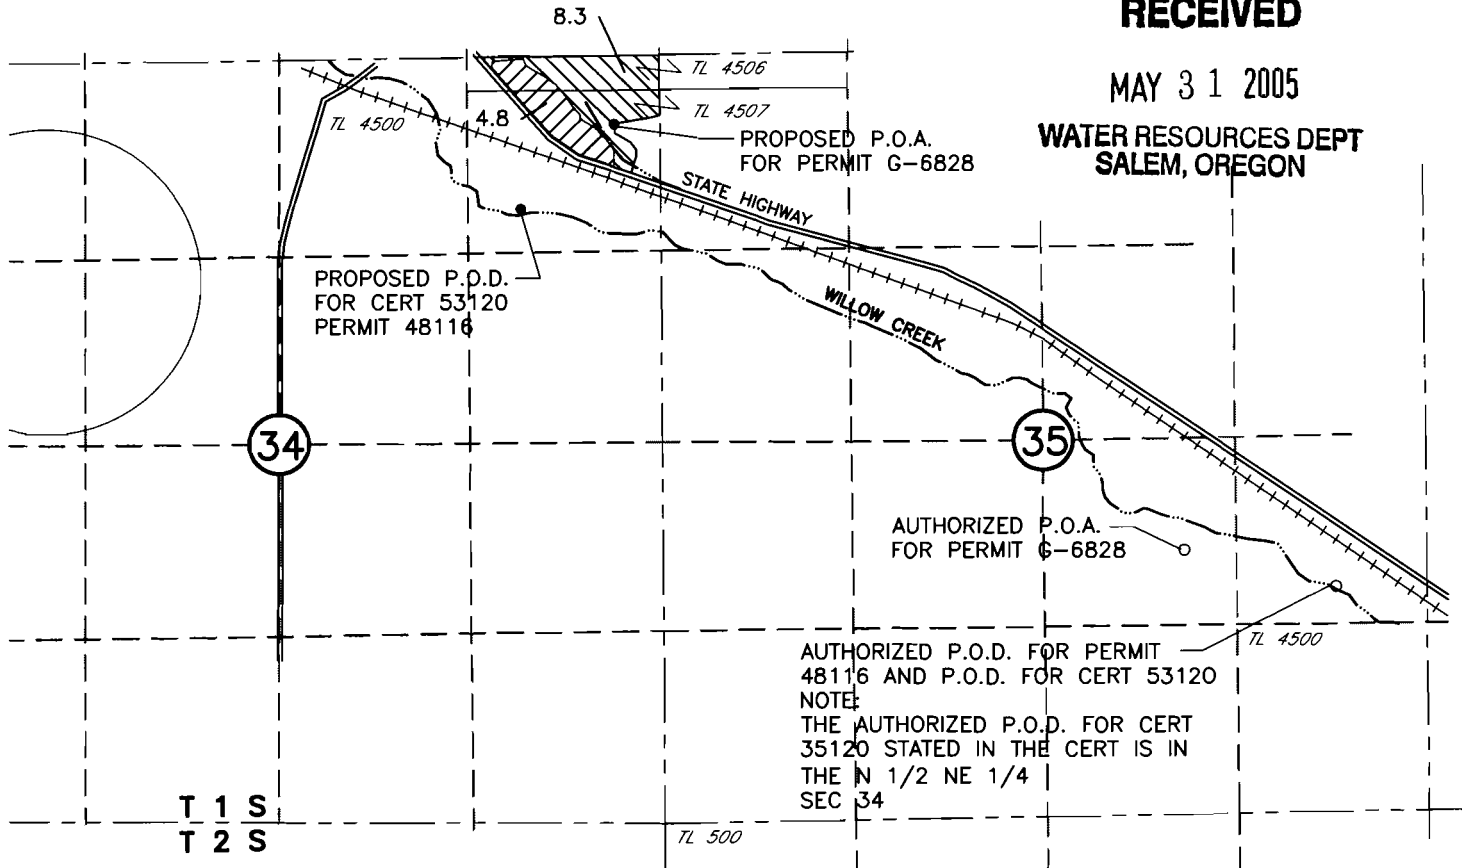 8.3
RECEIVED
MAY 31 2005
WATER RESOURCES DEPT
SALEM, OREGON
TL 4506
TL 4507
TL 4500
4.8
PROPOSED P.O.A.
FOR PERMIT G-6828
STATE HIGHWAY
PROPOSED P.O.D.
FOR CERT 53120
PERMIT 48116
WILLOW CREEK
34
35
AUTHORIZED P.O.A.
FOR PERMIT G-6828
TL 4500
AUTHORIZED P.O.D. FOR PERMIT
48116 AND P.O.D. FOR CERT 53120
NOTE:
THE AUTHORIZED P.O.D. FOR CERT
35120 STATED IN THE CERT IS IN
THE N 1/2 NE 1/4
SEC 34
T 1 S
T 2 S
TL 500